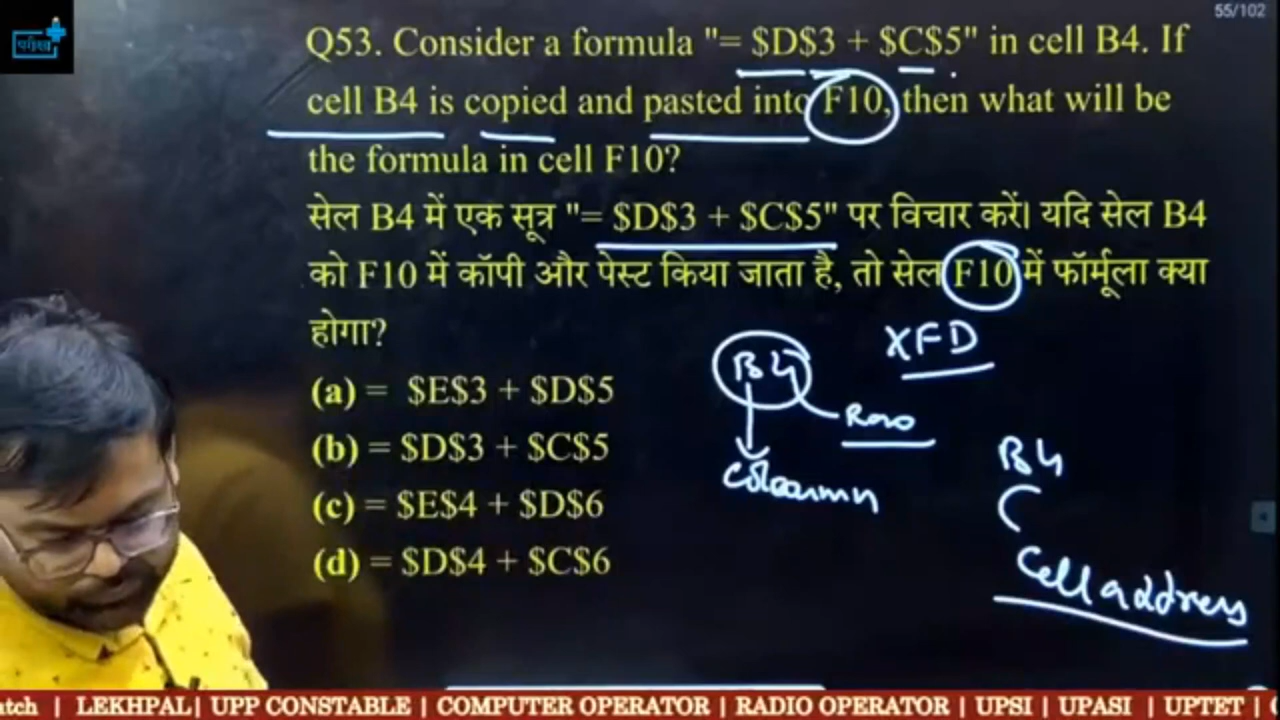 55/102
परीक्षा
Q53. Consider a formula "= $D$3 + $C$5" in cell B4. If
cell B4 is copied and pasted into F10, then what will be
the formula in cell F10?
सेल B4 में एक सूत्र "= $D$3 + $C$5" पर विचार करें। यदि सेल B4
को F10 में कॉपी और पेस्ट किया जाता है, तो सेल F10 में फॉर्मूला क्या
होगा?
(a) = $E$3 + $D$5
(b) = $D$3 + $C$5
(c) = $E$4 + $D$6
(d) = $D$4 + $C$6
XFD
B4
Row
Coloumn
B4
Cell address
atch | LEKHPAL| UPP CONSTABLE | COMPUTER OPERATOR | RADIO OPERATOR | UPSI | UPASI | UPTET |